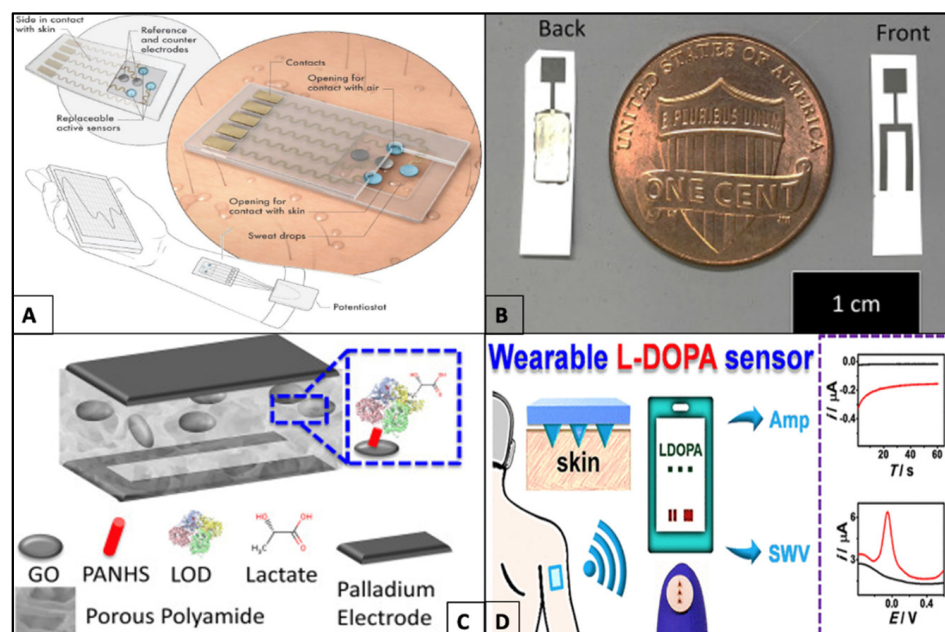 Side in contact
with skin
Reference
and counter
electrodes
Replaceable
active sensors
Contacts
Opening for
contact with air
Opening for
contact with skin
Sweat drops
Potentiostat
A
Back
Front
UNITED STATES OF AMERICA
E PLURIBUS UNUM
ONE CENT
1 cm
B
OH
OH
O
H₃C
GO
PANHS
LOD
Lactate
Palladium
Electrode
Porous Polyamide
C
Wearable L-DOPA sensor
skin
LDOPA
Amp
SWV
I / μA
0.0
-0.2
-0.4
20
40
60
T / s
I / μA
6
3
0.0
0.4
E / V
D